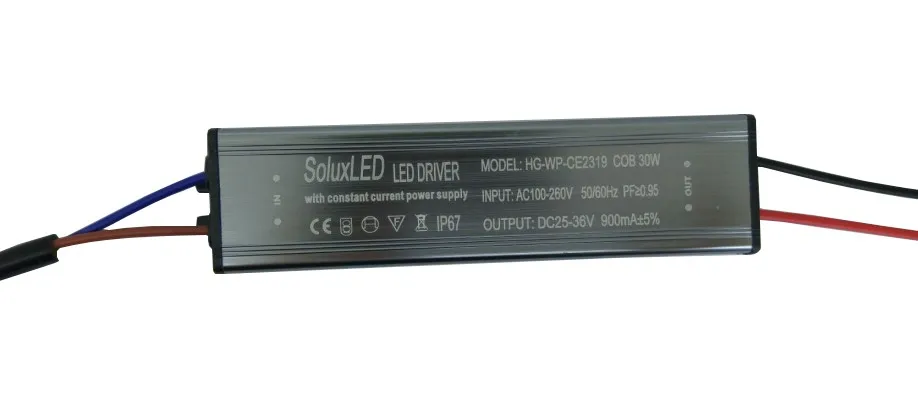 IN
SoluxLED LED DRIVER
with constant current power supply
CE F IP67
MODEL: HG-WP-CE2319 COB 30W
INPUT: AC100-260V 50/60Hz PF≥0.95
OUTPUT: DC25-36V 900mA±5%
OUT